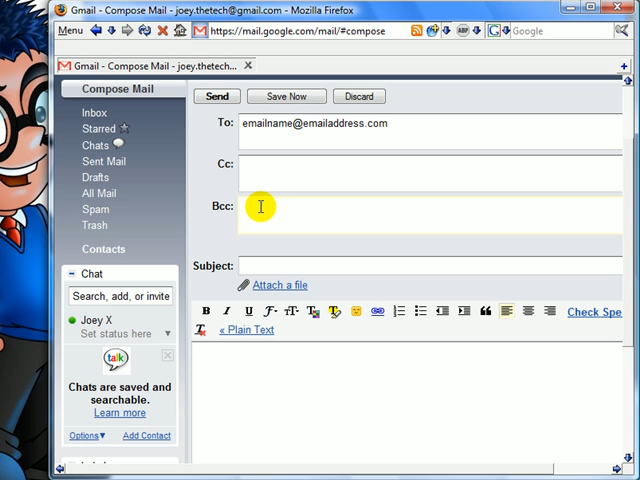 Gmail - Compose Mail - joey.thetech@gmail.com - Mozilla Firefox
Menu https://mail.google.com/mail/#compose ABP G Google
Gmail - Compose Mail - joey.thetech...
Compose Mail
Inbox
Starred
Chats
Sent Mail
Drafts
All Mail
Spam
Trash
Contacts
Chat
Search, add, or invite
Joey X
Set status here
talk
Chats are saved and
searchable.
Learn more
Options Add Contact
Send Save Now Discard
To: emailname@emailaddress.com
Cc:
Bcc:
Subject:
Attach a file
B I U Check Spe
« Plain Text